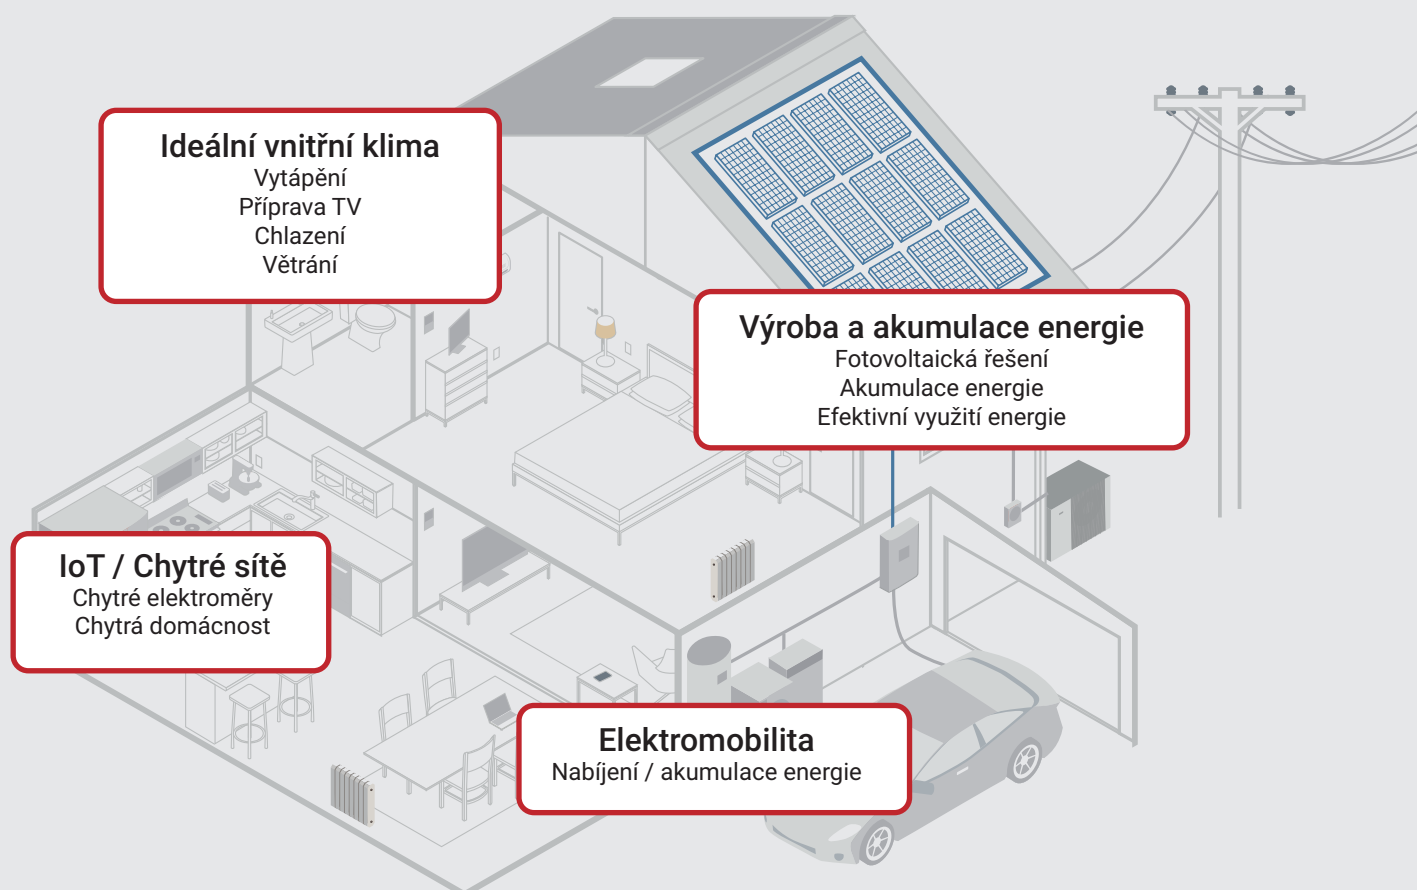 Ideální vnitřní klima
Vytápění
Příprava TV
Chlazení
Větrání
Výroba a akumulace energie
Fotovoltaická řešení
Akumulace energie
Efektivní využití energie
IoT / Chytré sítě
Chytré elektroměry
Chytrá domácnost
Elektromobilita
Nabíjení / akumulace energie